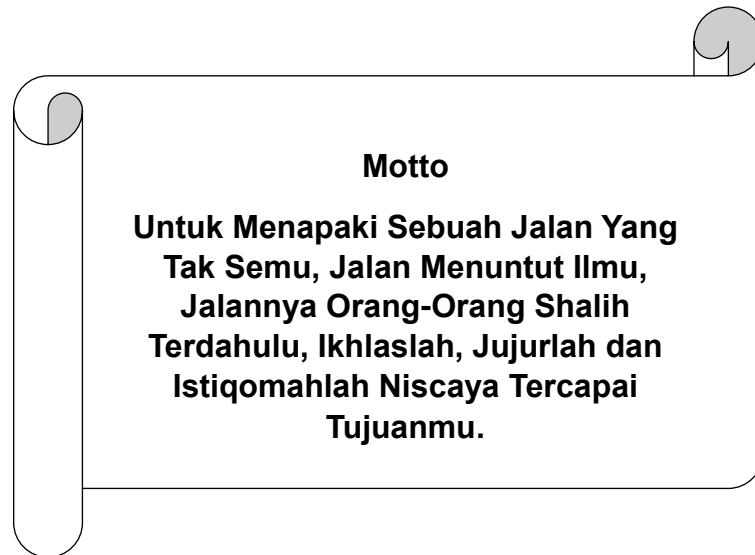 Motto
Untuk Menapaki Sebuah Jalan Yang
Tak Semu, Jalan Menuntut Ilmu,
Jalannya Orang-Orang Shalih
Terdahulu, Ikhlaslah, Jujurlah dan
Istiqomahlah Niscaya Tercapai
Tujuanmu.